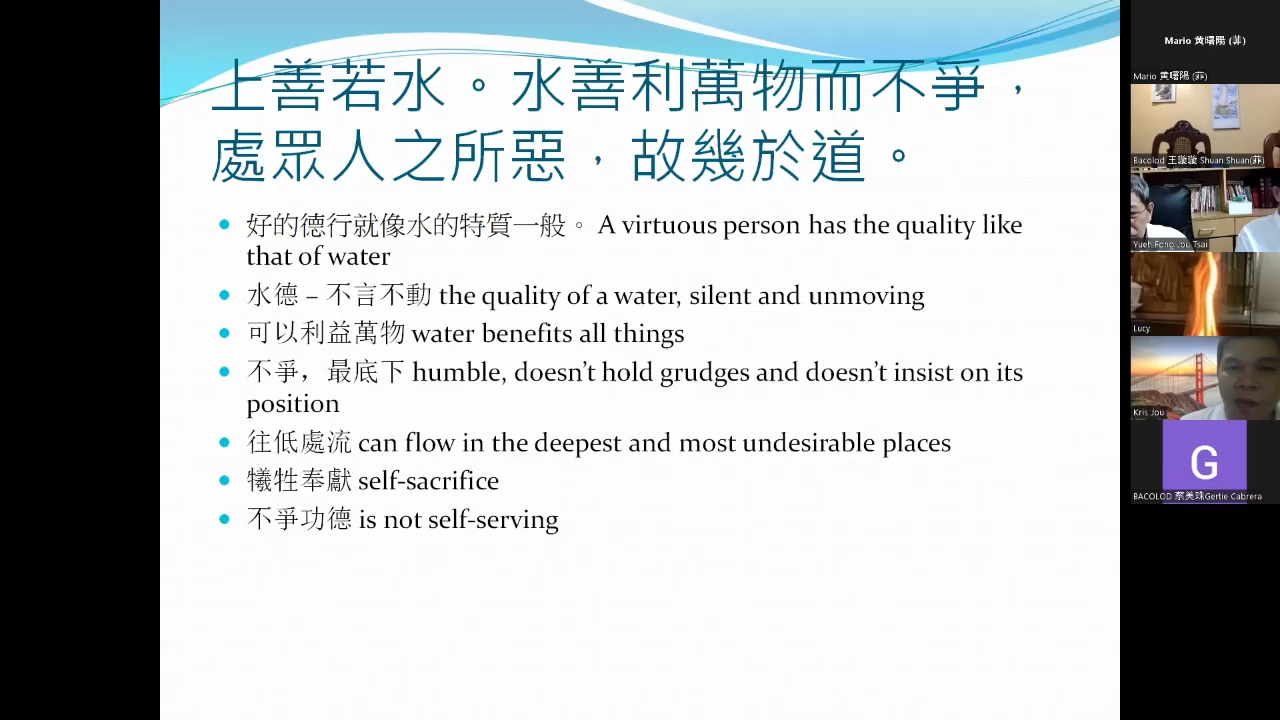 上善若水。水善利萬物而不爭，
處眾人之所惡，故幾於道。
好的德行就像水的特質一般。 A virtuous person has the quality like
that of water
水德 – 不言不動 the quality of a water, silent and unmoving
可以利益萬物 water benefits all things
不爭，最底下 humble, doesn't hold grudges and doesn't insist on its
position
往低處流 can flow in the deepest and most undesirable places
犧牲奉獻 self-sacrifice
不爭功德 is not self-serving
Mario 黄曙陽 (菲)
Mario 黄曙陽 (菲)
Bacolod 王璇璇 Shuan Shuan(菲)
Yueh Fong Jou Tsai
Lucy
Kris Jou
G
BACOLOD 蔡美珠Gertie Cabrera